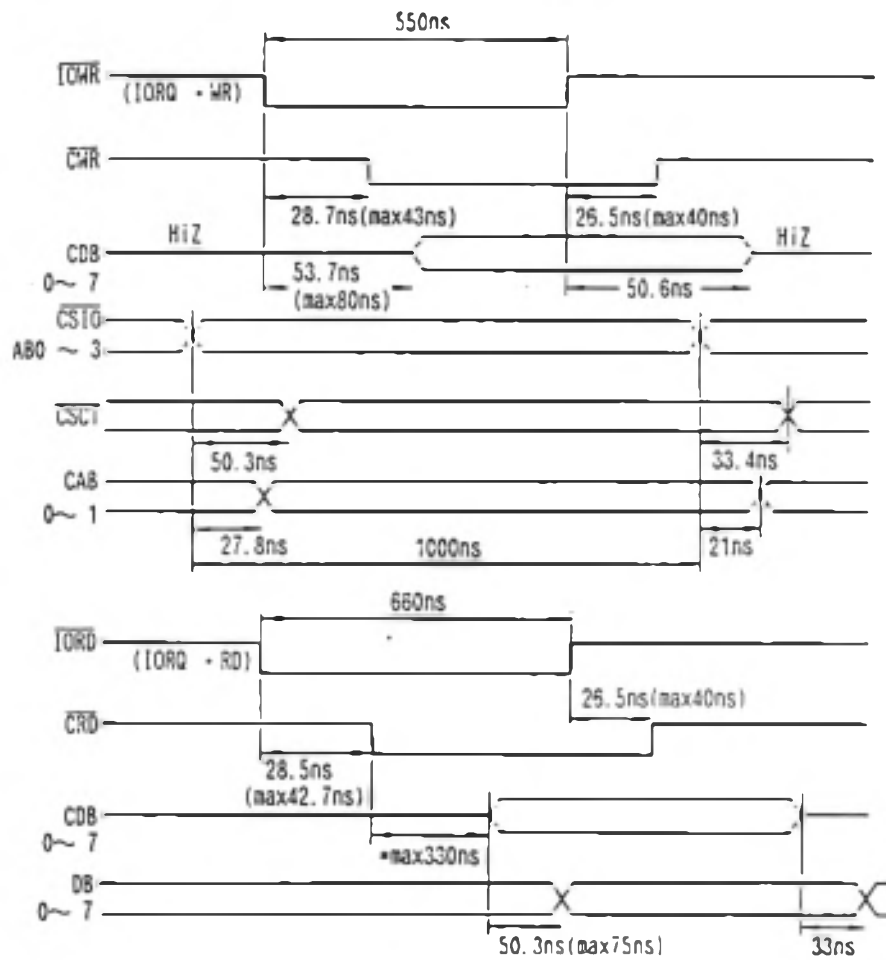 550ns
IOWR
(IORQ · WR)
CWR
28.7ns(max43ns)
26.5ns(max40ns)
HiZ
HiZ
CDB
0～7
53.7ns
(max80ns)
50.6ns
CSIO
AB0～3
CSCT
50.3ns
33.4ns
CAB
0～1
27.8ns
21ns
1000ns
660ns
IORD
(IORQ · RD)
26.5ns(max40ns)
CRD
28.5ns
(max42.7ns)
CDB
0～7
*max330ns
DB
0～7
50.3ns(max75ns)
33ns